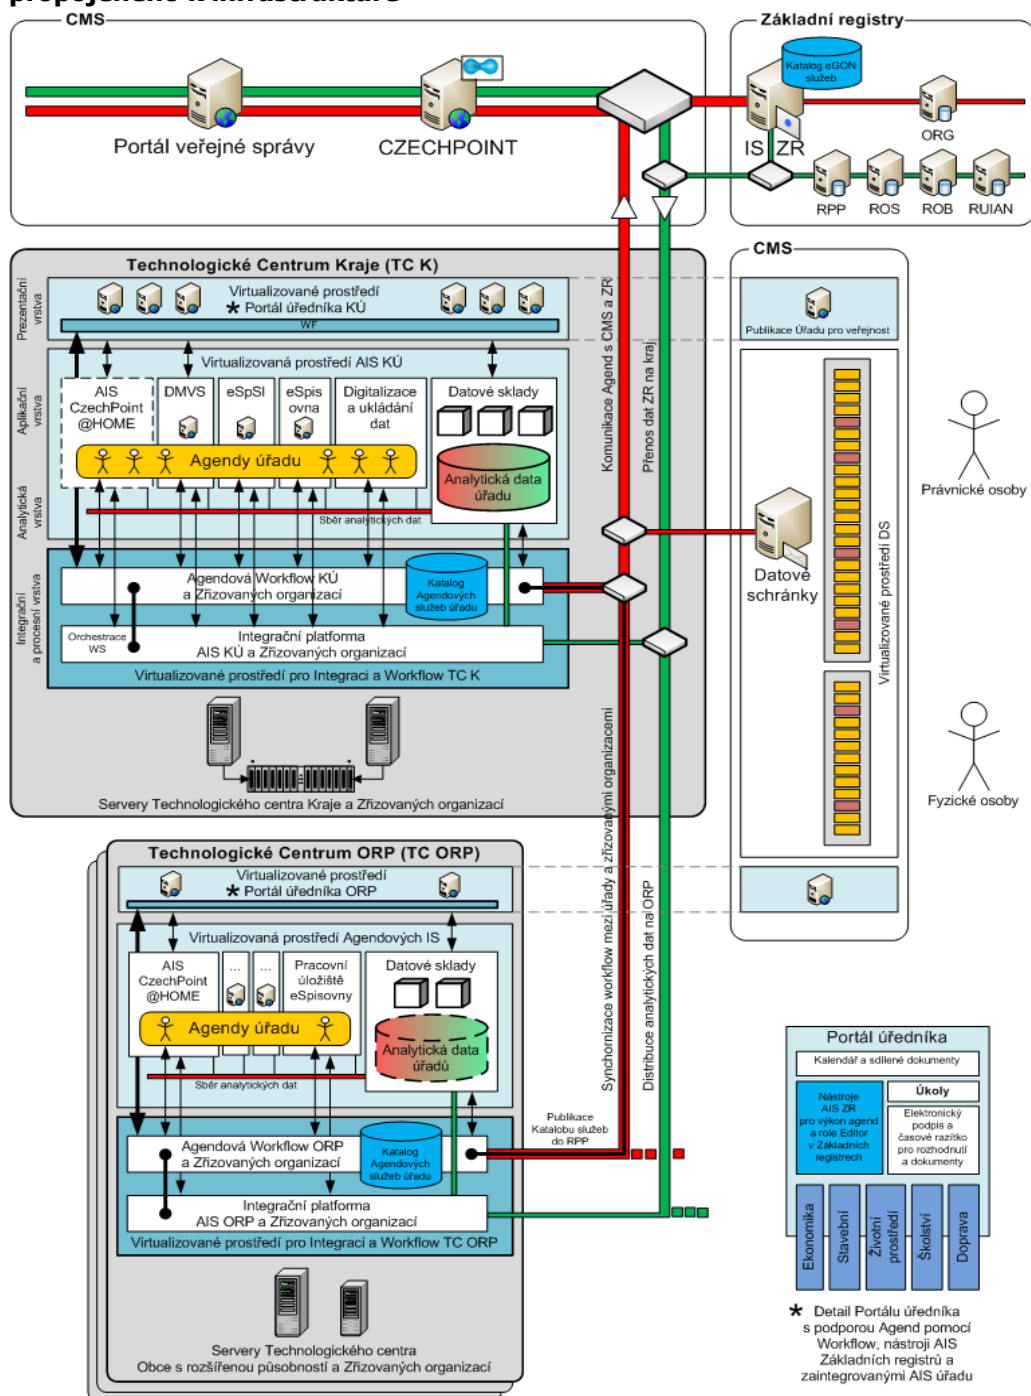 propojeného k infrastruktuře
CMS
Portál veřejné správy
CZECHPOINT
Základní registry
Katalog eGON
služeb
IS ZR
ORG
RPP
ROS
ROB
RUIAN
Technologické Centrum Kraje (TC K)
Prezentační
vrstva
Virtualizované prostředí
* Portál úředníka KÚ
WF
Aplikační
vrstva
Virtualizovaná prostředí AIS KÚ
AIS
CzechPoint
@HOME
DMVS
eSpSl
eSpis
ovna
Digitalizace
a ukládání
dat
Datové sklady
Agendy úřadu
Analytická data
úřadu
Analytická
vrstva
Sběr analytických dat
Integrační
a procesní vrstva
Agendová Workflow KÚ
a Zřizovaných organizací
Katalog
Agendových
služeb úřadu
Orchestrace
WS
Integrační platforma
AIS KÚ a Zřizovaných organizací
Virtualizované prostředí pro Integraci a Workflow TC K
Servery Technologického centra Kraje a Zřizovaných organizací
Komunikace Agend s CMS a ZR
Přenos dat ZR na kraj
Synchornizace workflow mezi úřady a zřizovanými organizacemi
Distribuce analytických dat na ORP
CMS
Publikace Úřadu pro veřejnost
Datové
schránky
Virtualizované prostředí DS
Právnické osoby
Fyzické osoby
Technologické Centrum ORP (TC ORP)
Virtualizované prostředí
* Portál úředníka ORP
Virtualizovaná prostředí Agendových IS
AIS
CzechPoint
@HOME
...
...
Pracovní
úložiště
eSpisovny
Datové sklady
Agendy úřadu
Analytická data
úřadů
Sběr analytických dat
Agendová Workflow ORP
a Zřizovaných organizací
Katalog
Agendových
služeb úřadu
Publikace
Katalobu služeb
do RPP
Integrační platforma
AIS ORP a Zřizovaných organizací
Virtualizované prostředí pro Integraci a Workflow TC ORP
Servery Technologického centra
Obce s rozšířenou působností a Zřizovaných organizací
Portál úředníka
Kalendář a sdílené dokumenty
Nástroje
AIS ZR
pro výkon agend
a role Editor
v Základních
registrech
Úkoly
Elektronický
podpis a
časové razítko
pro rozhodnutí
a dokumenty
Ekonomika
Stavební
Životní
prostředí
Školství
Doprava
* Detail Portálu úředníka
s podporou Agend pomocí
Workflow, nástroji AIS
Základních registrů a
zaintegrovanými AIS úřadu